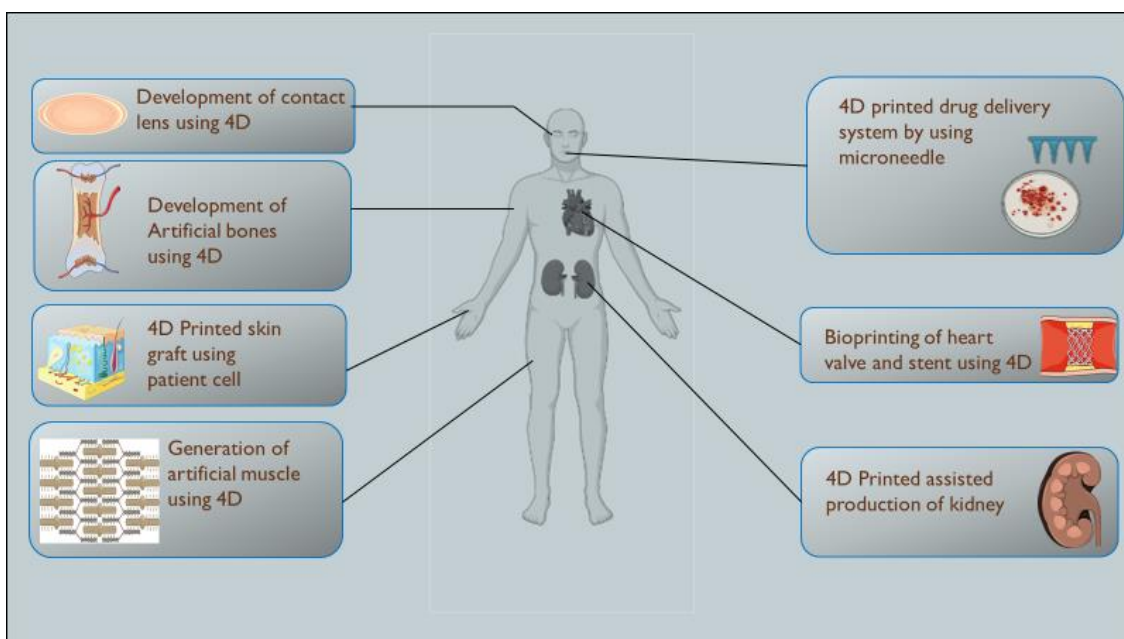 Development of contact
lens using 4D
Development of
Artificial bones
using 4D
4D Printed skin
graft using
patient cell
Generation of
artificial muscle
using 4D
4D printed drug delivery
system by using
microneedle
Bioprinting of heart
valve and stent using 4D
4D Printed assisted
production of kidney